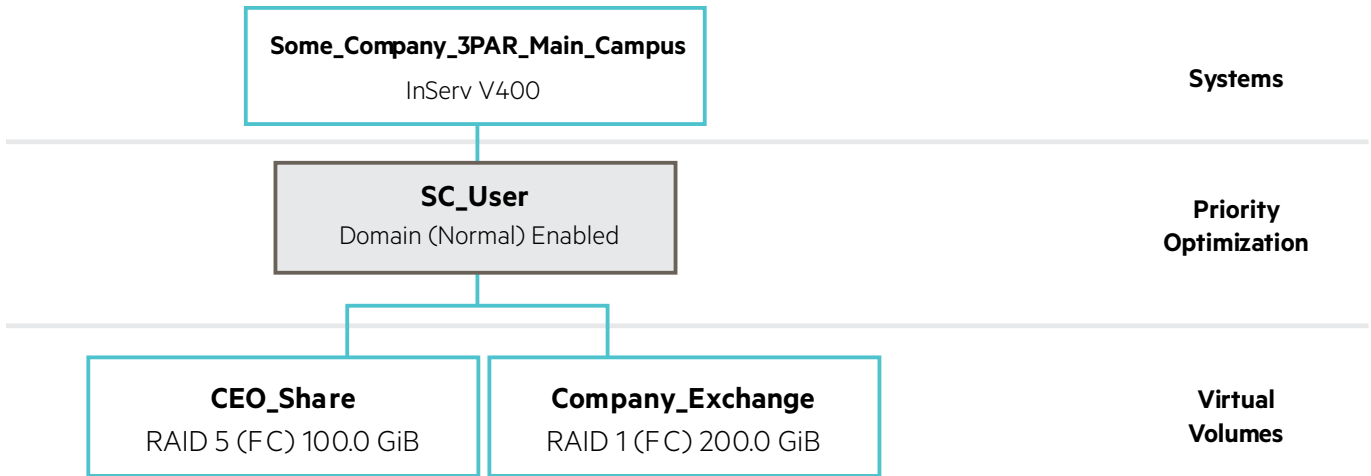 Some_Company_3PAR_Main_Campus
InServ V400
Systems
SC_User
Domain (Normal) Enabled
Priority
Optimization
CEO_Share
RAID 5 (FC) 100.0 GiB
Company_Exchange
RAID 1 (FC) 200.0 GiB
Virtual
Volumes